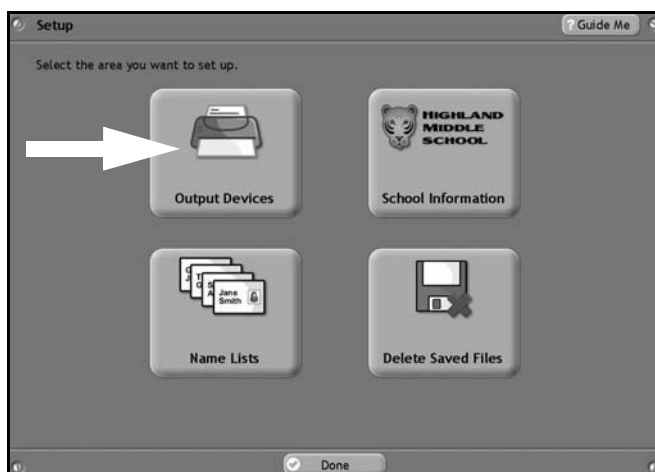 Setup
Guide Me
Select the area you want to set up.
HIGHLAND
MIDDLE
SCHOOL
Output Devices
School Information
Jane
Smith
Name Lists
Delete Saved Files
Done